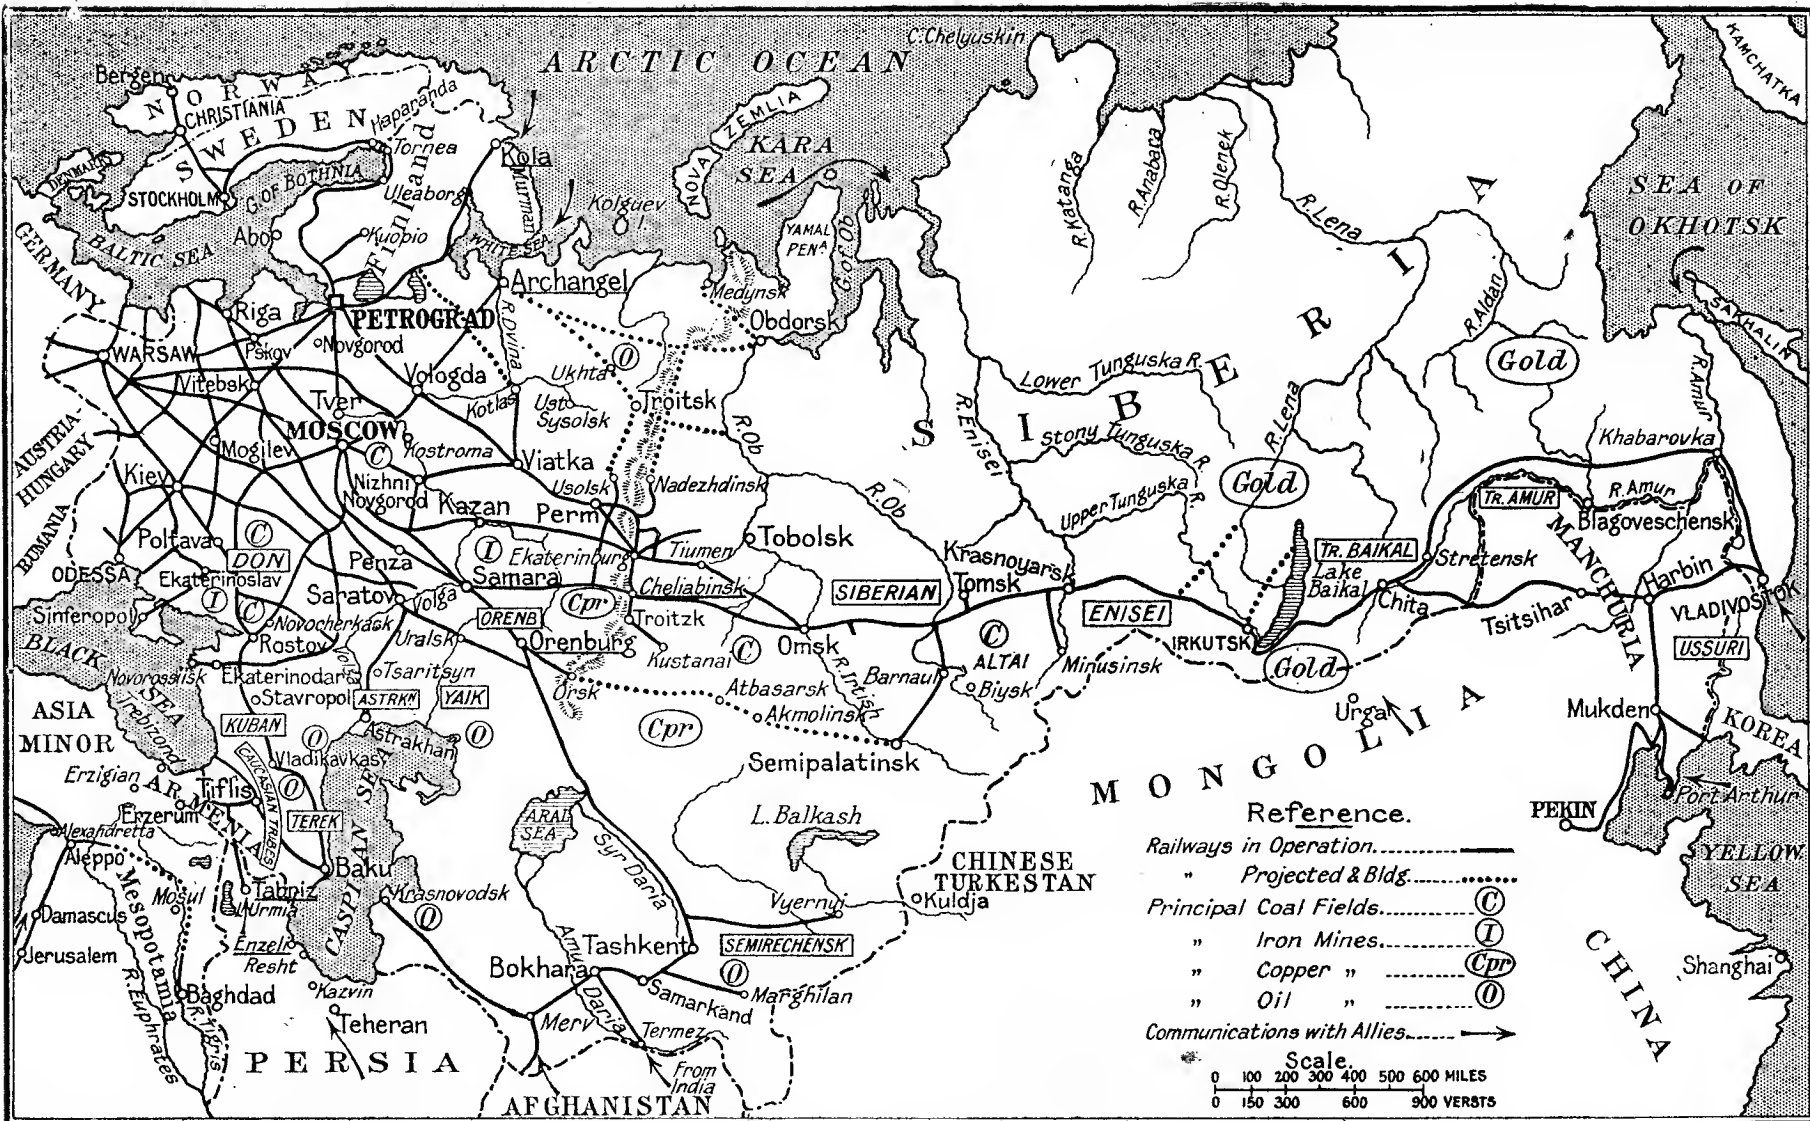 ARCTIC OCEAN
C. Chelyuskin
KAMCHATKA
Bergen
NORWAY
CHRISTIANIA
SWEDEN
Haparanda
Tornea
Kola
Murman
NOVA ZEMLIA
KARA SEA
R. Katanga
R. Anabara
R. Olenek
SEA OF OKHOTSK
DENMARK
STOCKHOLM
G. OF BOTHNIA
Uleaborg
Finland
Kolguev I.
YAMAL PENA
G. of Ob
R. Lena
SIBERIA
GERMANY
BALTIC SEA
Abo
Kuopio
WHITE SEA
Archangel
Medynsk
Obdorsk
R. Aldan
SAKHALIN
Riga
PETROGRAD
R. Dvina
WARSAW
Pskov
Novgorod
Vologda
Ukhta
O
Gold
R. Amur
Vitebsk
Tver
Kotlas
Ust Sysolsk
Troitsk
Lower Tunguska R.
R. Lena
AUSTRIA-HUNGARY
MOSCOW
C
Kostroma
R. Ob
R. Enisei
Stony Tunguska R.
Khabarovka
Mogilev
Viatka
Kiev
Nizhni Novgorod
Kazan
Usolsk
Perm
Nadezhdinsk
R. Ob
Upper Tunguska R.
Gold
TR. AMUR
R. Amur
Blagoveschensk
RUMANIA
Poltava
C
DON
Penza
I
Ekaterinburg
Tiumen
Tobolsk
Krasnoyarsk
TR. BAIKAL
Stretensk
MANCHURIA
ODESSA
Ekaterinoslav
Samara
Cheliabinsk
SIBERIAN
Tomsk
Lake Baikal
Harbin
Sinferopol
I
C
Saratov
Volga
ORENB
Cpr
Troitzk
ENISEI
Chita
Tsitsihar
VLADIVOSTOK
BLACK SEA
Novocherkask
Rostov
Uralsk
Orenburg
Kustanai
C
Omsk
C
ALTAI
Minusinsk
IRKUTSK
Gold
USSURI
Novorossiisk
Ekaterinodar
Volga
Tsaritsyn
Orsk
Atbasarsk
R. Irtish
Barnaul
Biysk
ASIA MINOR
Trebizond
Stavropol
ASTRKN
YAIK
Akmolinsk
Urga
Mukden
KOREA
KUBAN
O
Astrakhan
O
Cpr
Semipalatinsk
MONGOLIA
Erzigian
ARMENIA
Tiflis
CAUCASIAN TRIBES
Vladikavkas
O
CASPIAN SEA
Port Arthur
Erzerum
TEREK
ARAL SEA
Syr Daria
L. Balkash
PEKIN
Alexandretta
Aleppo
Baku
CHINESE TURKESTAN
YELLOW SEA
Mesopotamia
Mosul
Tabriz
L. Urmia
Krasnovodsk
O
Vyernyi
Kuldja
Damascus
Enzeli
Resht
Amu Daria
Tashkent
SEMIRECHENSK
O
Jerusalem
Bokhara
Samarkand
Marghilan
CHINA
Shanghai
R. Euphrates
Baghdad
R. Tigris
Kazvin
Teheran
Merv
Termez
From India
PERSIA
AFGHANISTAN
Reference.
Railways in Operation
" Projected & Bldg.
Principal Coal Fields C
" Iron Mines I
" Copper " Cpr
" Oil " O
Communications with Allies
Scale.
0 100 200 300 400 500 600 MILES
0 150 300 600 900 VERSTS